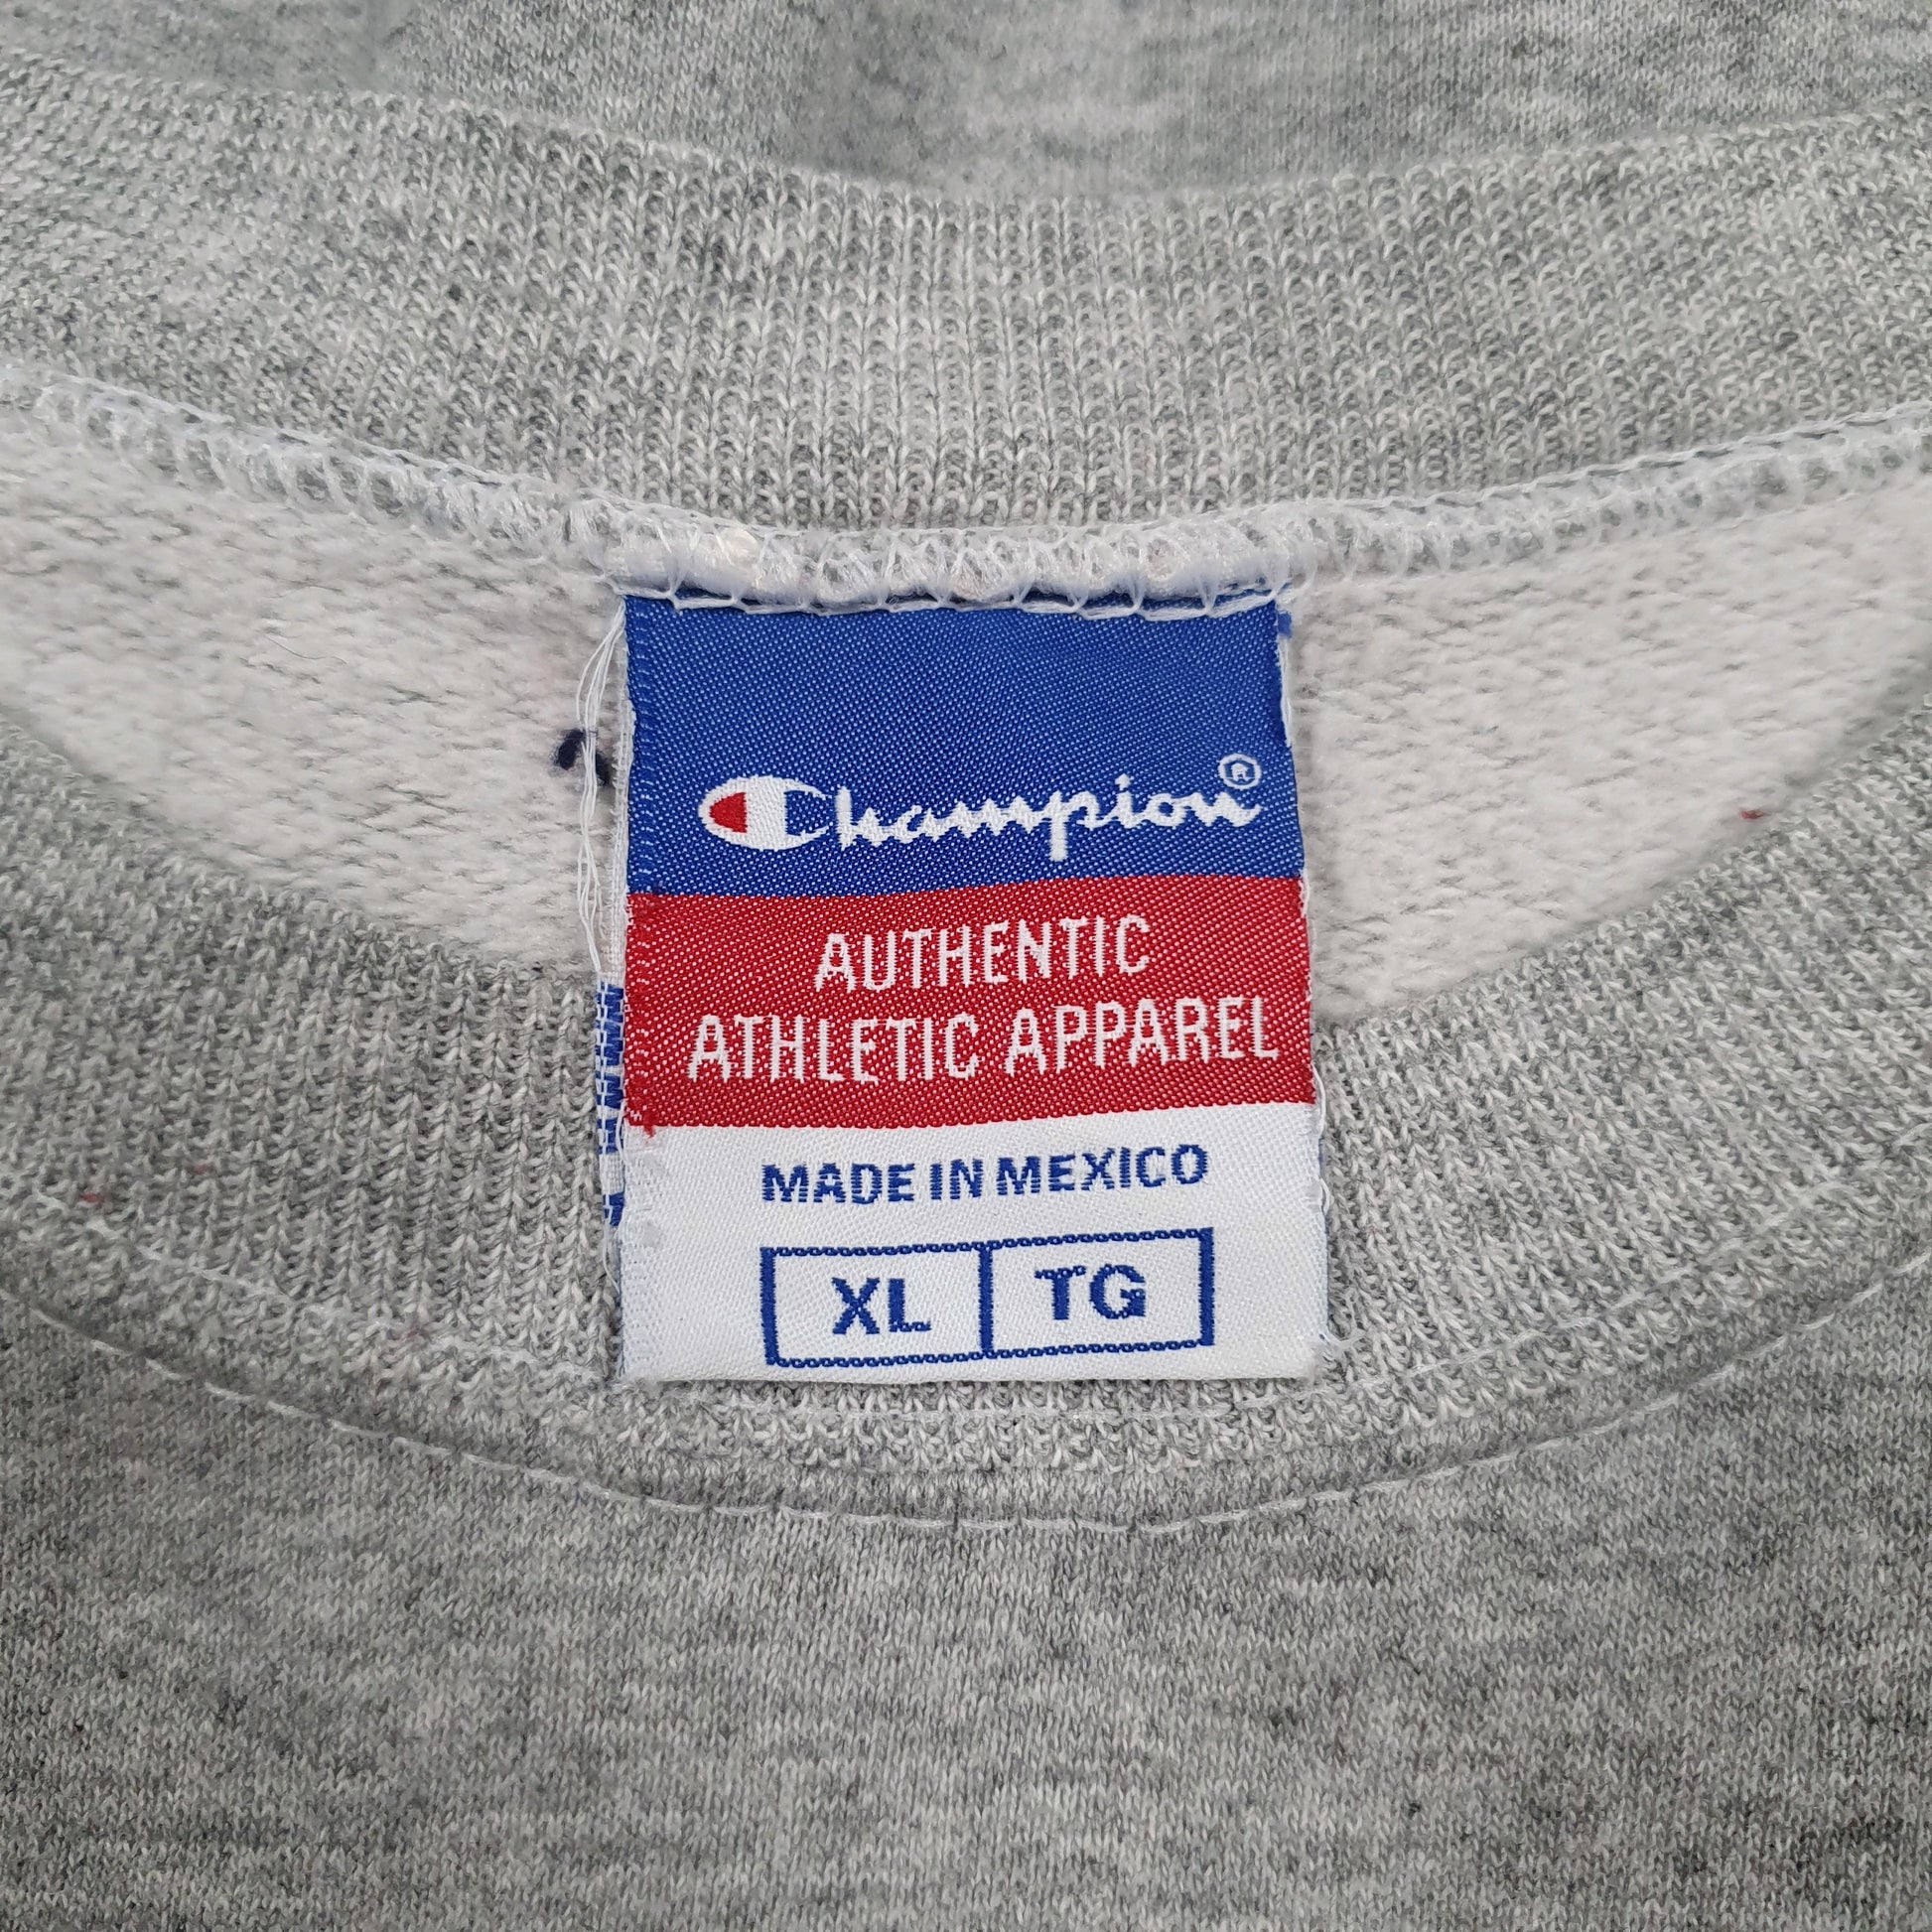 Champion®
AUTHENTIC
ATHLETIC APPAREL
MADE IN MEXICO
XL TG